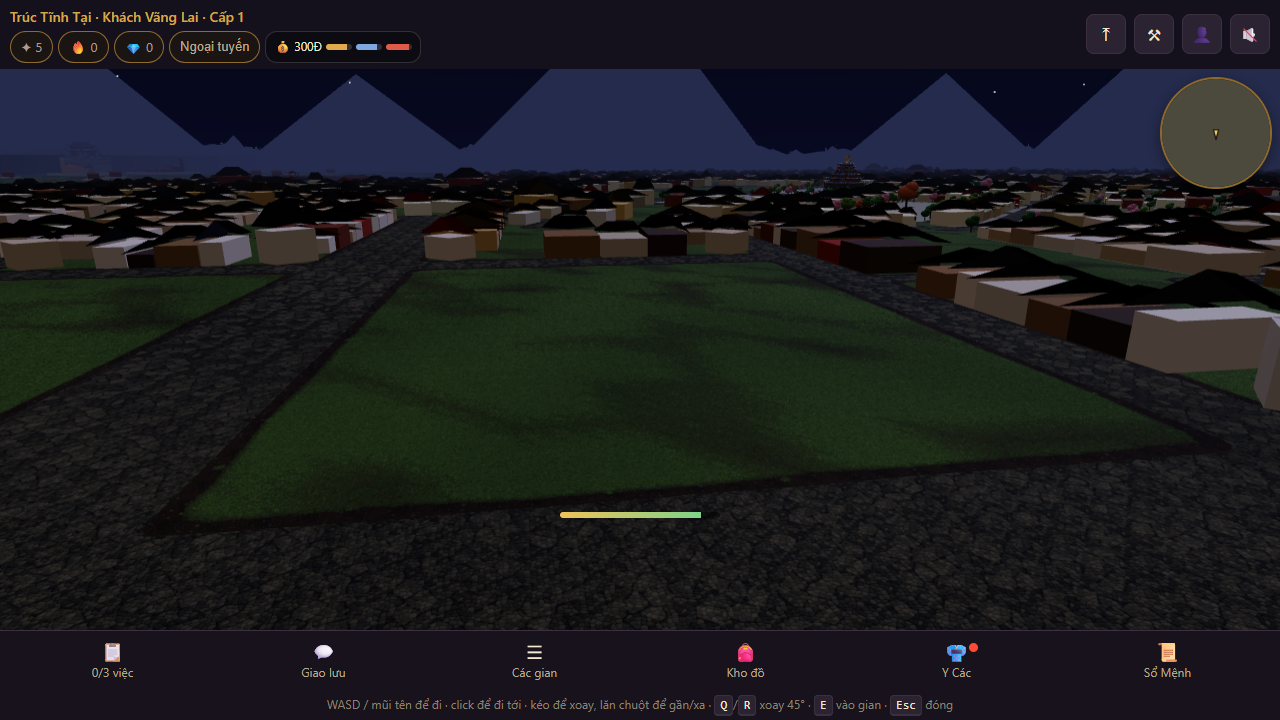 Trúc Tĩnh Tại · Khách Vãng Lai · Cấp 1
5
0
0
Ngoại tuyến
300Đ
0/3 việc
Giao lưu
Các gian
Kho đồ
Y Các
Sổ Mệnh
WASD / mũi tên để đi · click để đi tới · kéo để xoay, lăn chuột để gần/xa · Q / R xoay 45° · E vào gian · Esc đóng